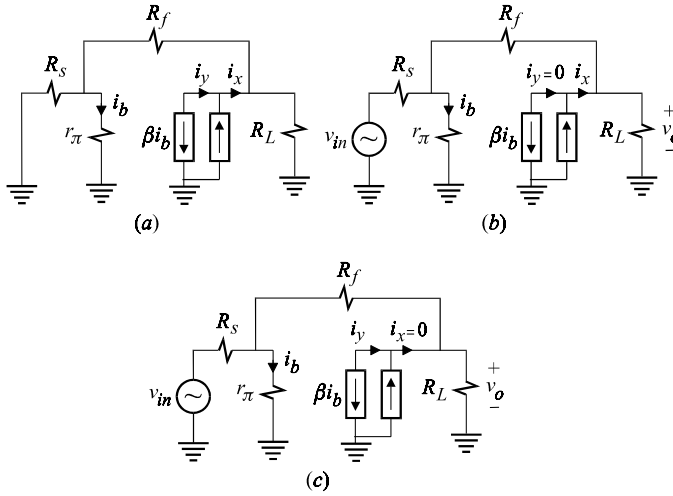 R_f
R_s
i_b
r_π
i_y
i_x
βi_b
R_L
(a)
R_f
R_s
i_b
v_in
~
r_π
i_y=0
i_x
βi_b
R_L
+
v_o
−
(b)
R_f
R_s
i_b
v_in
~
r_π
i_y
i_x=0
βi_b
R_L
+
v_o
−
(c)